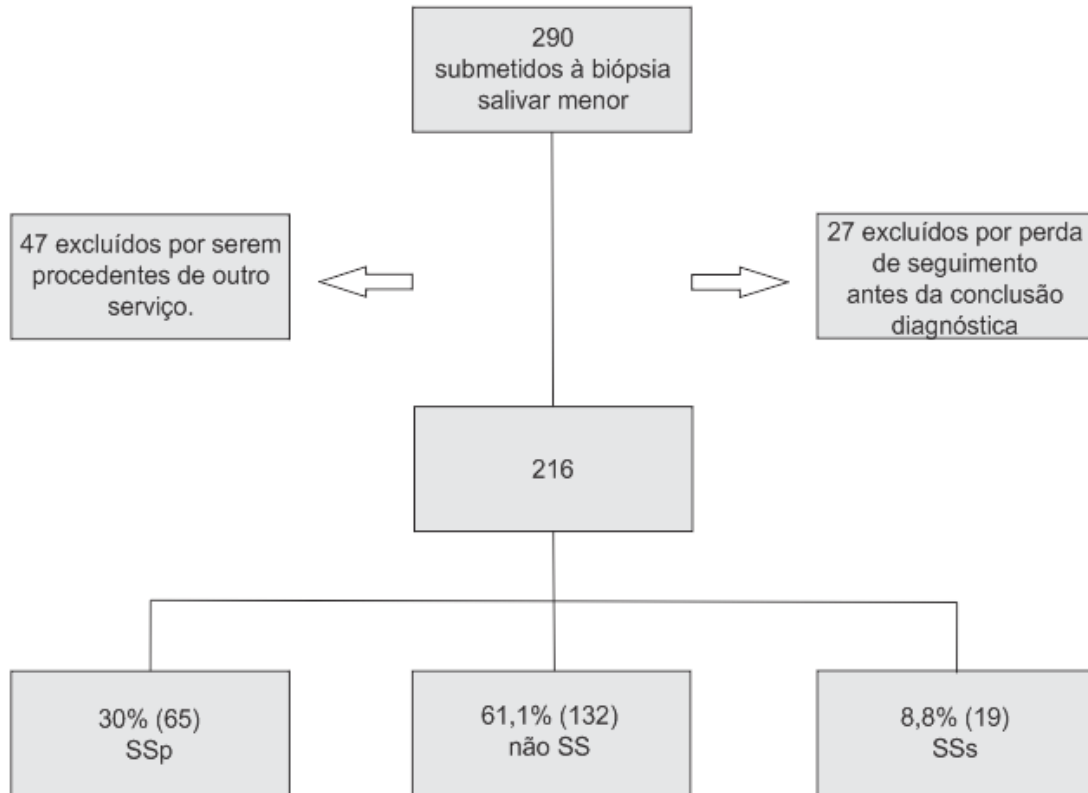 290
submetidos à biópsia
salivar menor
47 excluídos por serem
procedentes de outro
serviço.
27 excluídos por perda
de seguimento
antes da conclusão
diagnóstica
216
30% (65)
SSp
61,1% (132)
não SS
8,8% (19)
SSs